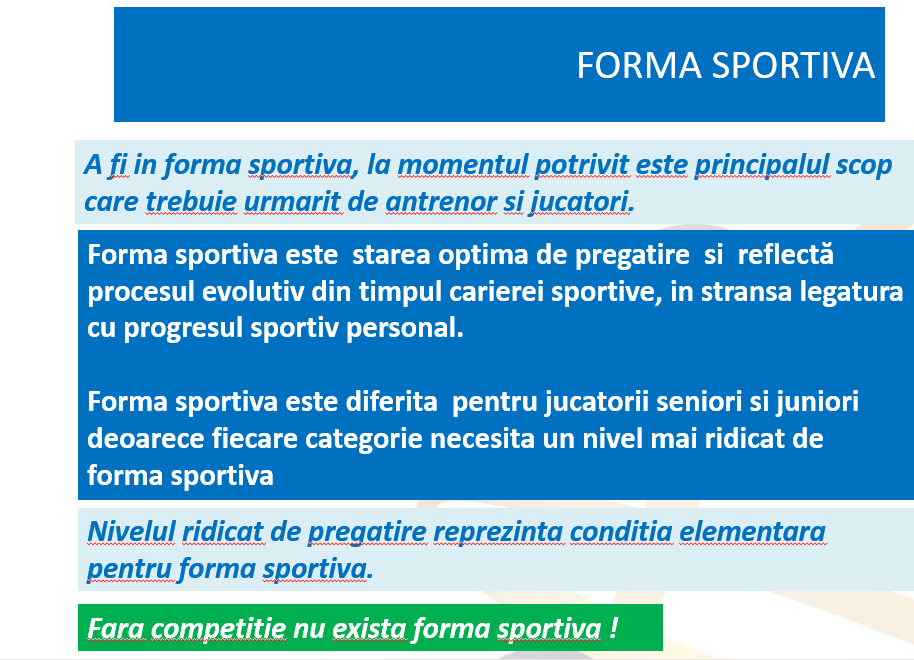 FORMA SPORTIVA
A fi in forma sportiva, la momentul potrivit este principalul scop
care trebuie urmarit de antrenor si jucatori.
Forma sportiva este  starea optima de pregatire  si  reflectă
procesul evolutiv din timpul carierei sportive, in stransa legatura
cu progresul sportiv personal.
Forma sportiva este diferita  pentru jucatorii seniori si juniori
deoarece fiecare categorie necesita un nivel mai ridicat de
forma sportiva
Nivelul ridicat de pregatire reprezinta conditia elementara
pentru forma sportiva.
Fara competitie nu exista forma sportiva !